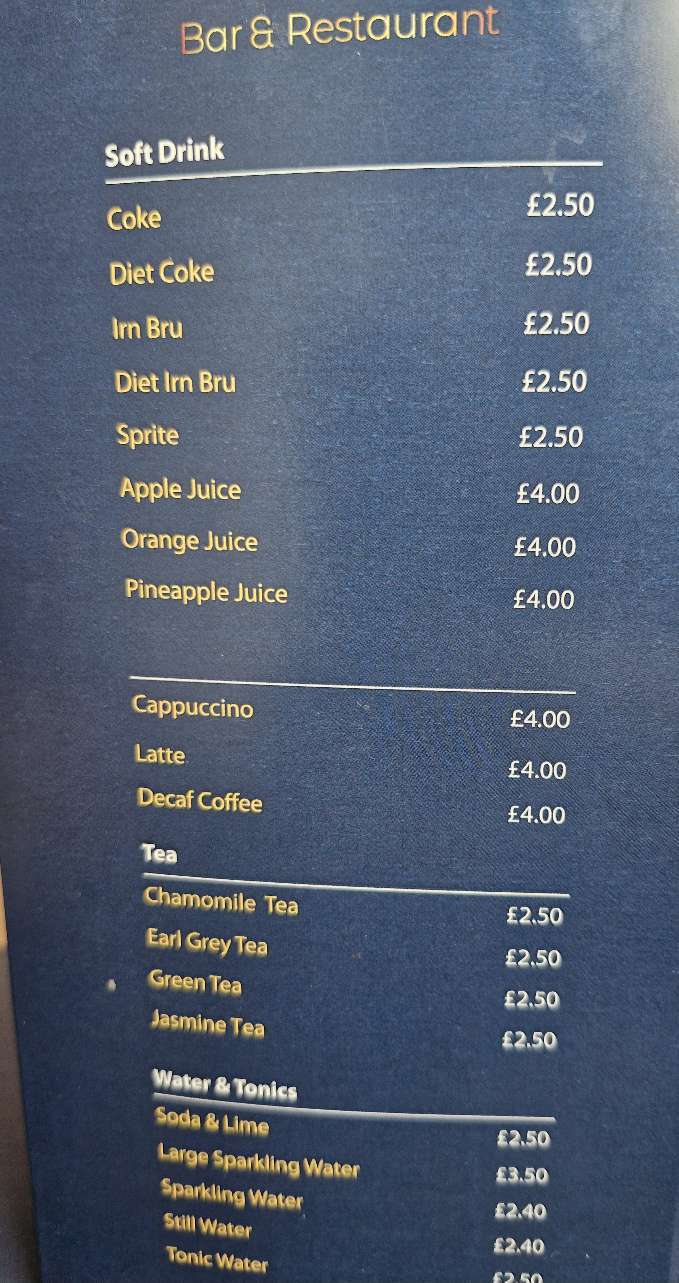 Bar & Restaurant
Soft Drink
Coke £2.50
Diet Coke £2.50
Irn Bru £2.50
Diet Irn Bru £2.50
Sprite £2.50
Apple Juice £4.00
Orange Juice £4.00
Pineapple Juice £4.00
Cappuccino £4.00
Latte £4.00
Decaf Coffee £4.00
Tea
Chamomile Tea £2.50
Earl Grey Tea £2.50
Green Tea £2.50
Jasmine Tea £2.50
Water & Tonics
Soda & Lime £2.50
Large Sparkling Water £3.50
Sparkling Water £2.40
Still Water £2.40
Tonic Water £2.50